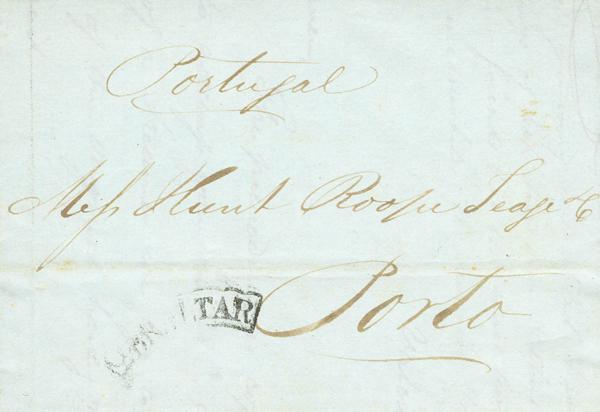 Portugal
Mess Hunt Roope Teage &c
Porto
TAR